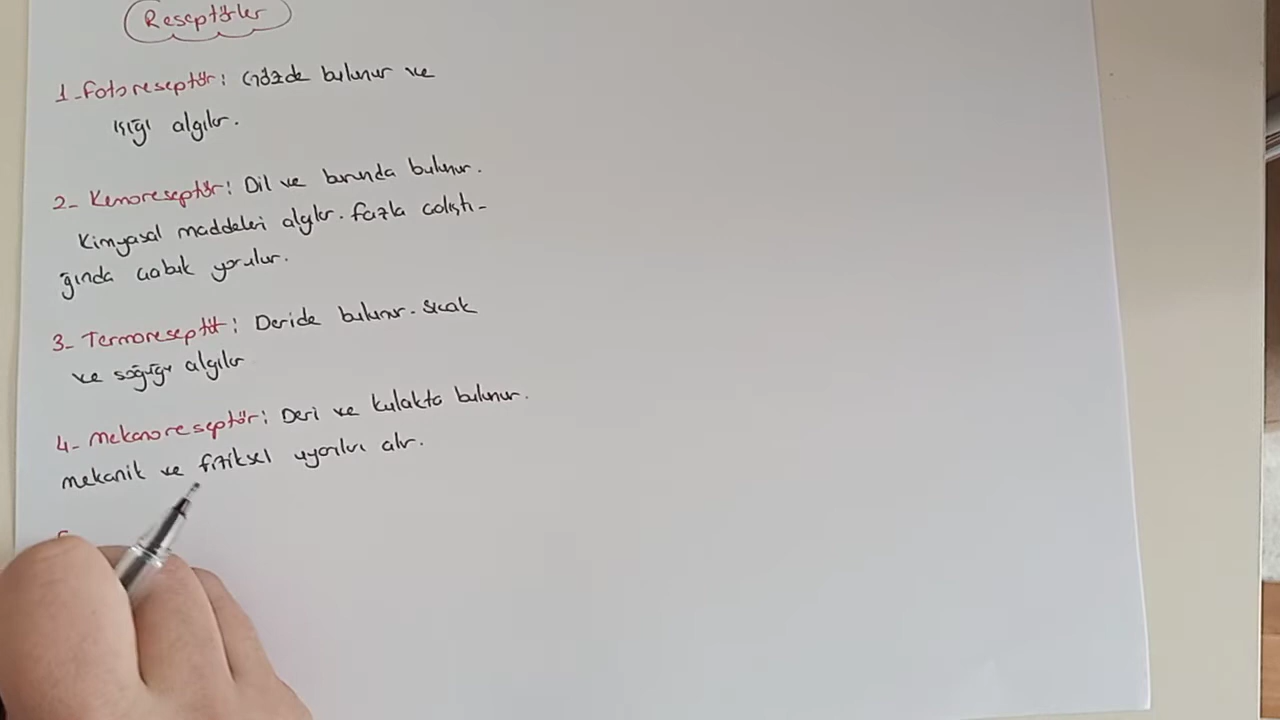 Reseptörler
1-Fotoreseptör: Gözde bulunur ve
ışığı algılar.
2- Kemoreseptör: Dil ve burunda bulunur.
Kimyasal maddeleri algılar. fazla çalıştı-
ğında çabuk yorulur.
3- Termoreseptör: Deride bulunur. Sıcak
ve soğuğu algılar
4- mekanoreseptör: Deri ve kulakta bulunur.
mekanik ve fiziksel uyarıları alır.